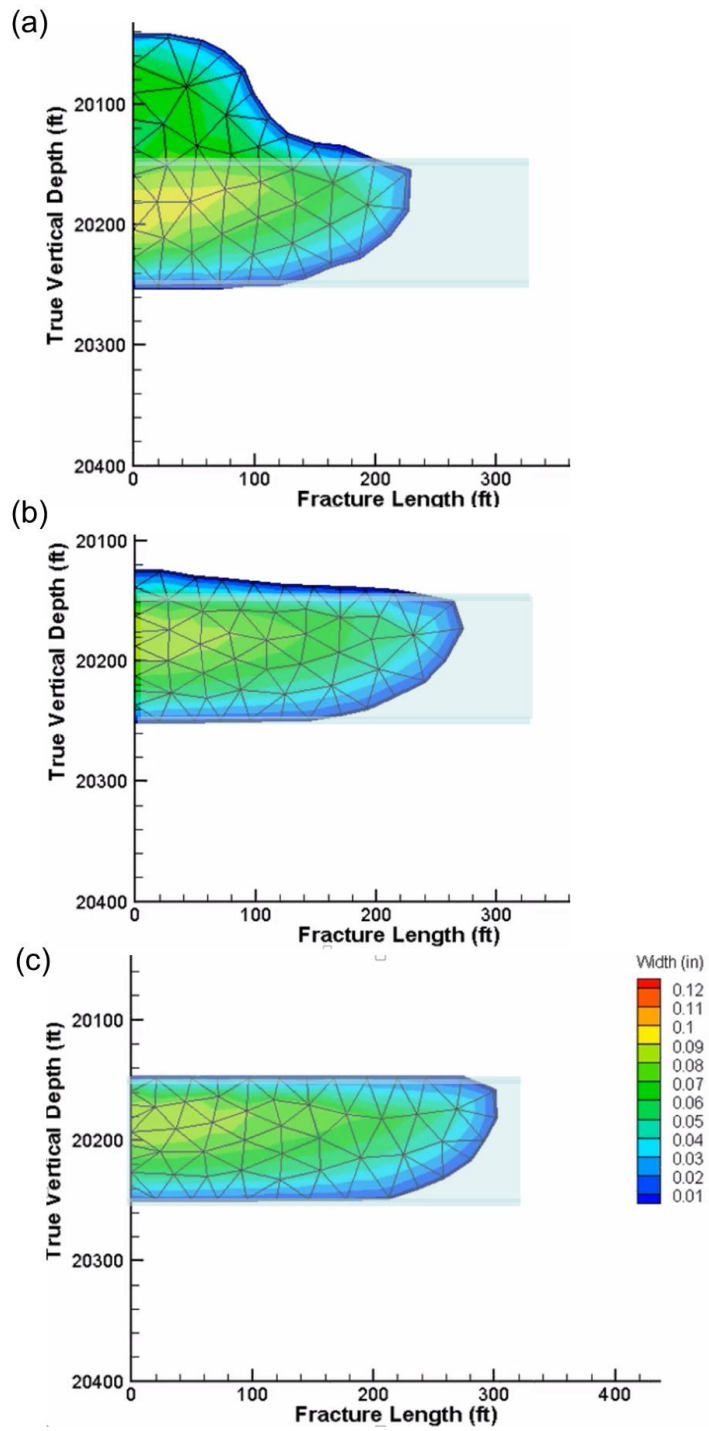 (a)
True Vertical Depth (ft)
20100
20200
20300
20400
0 100 200 300
Fracture Length (ft)
(b)
True Vertical Depth (ft)
20100
20200
20300
20400
0 100 200 300
Fracture Length (ft)
(c)
True Vertical Depth (ft)
20100
20200
20300
20400
0 100 200 300 400
Fracture Length (ft)
Width (in)
0.12
0.11
0.1
0.09
0.08
0.07
0.06
0.05
0.04
0.03
0.02
0.01